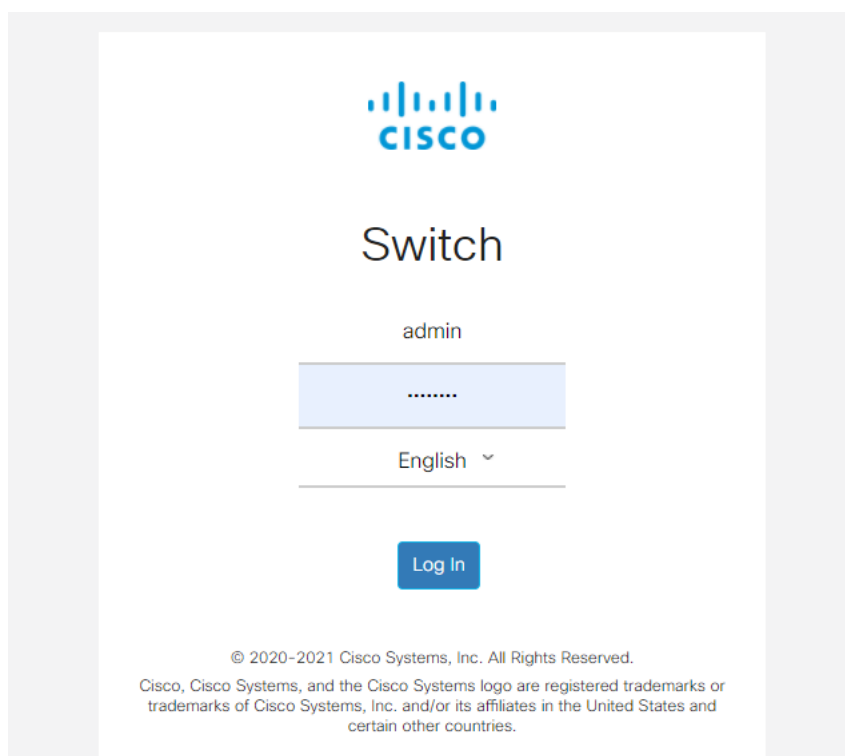 CISCO
Switch
admin
••••••••
English
Log In
© 2020-2021 Cisco Systems, Inc. All Rights Reserved.
Cisco, Cisco Systems, and the Cisco Systems logo are registered trademarks or
trademarks of Cisco Systems, Inc. and/or its affiliates in the United States and
certain other countries.